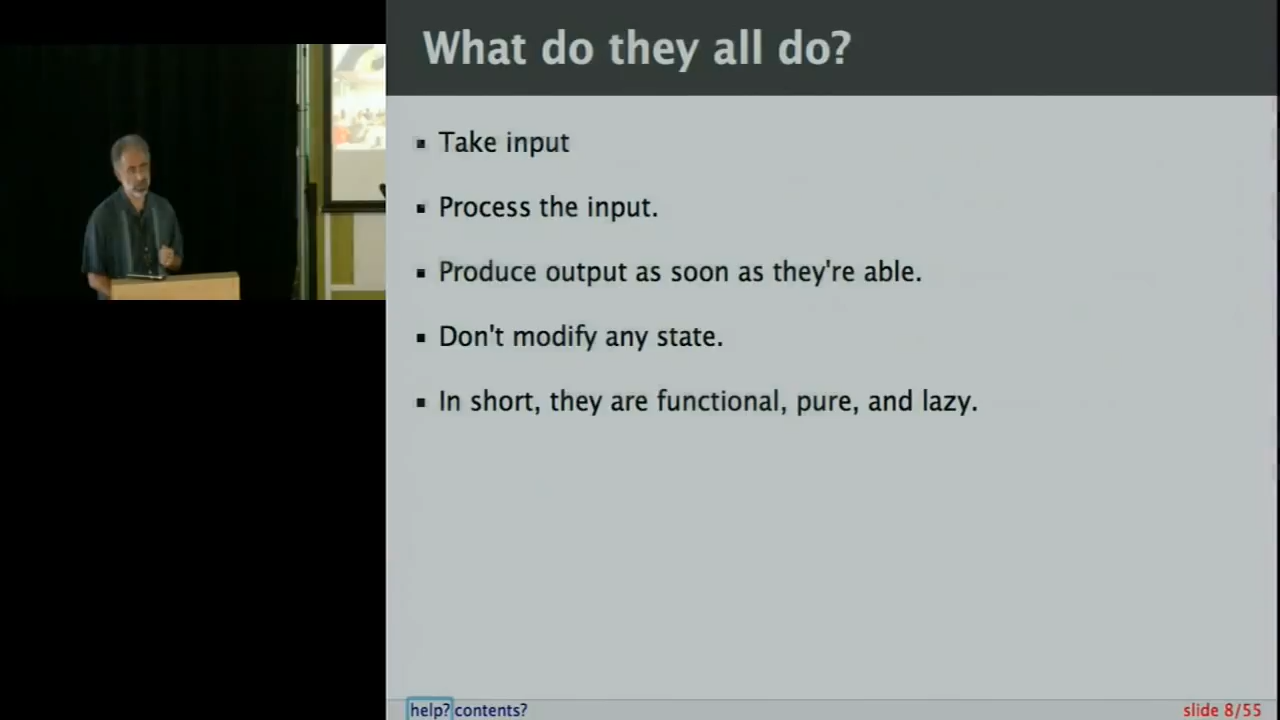 What do they all do?
Take input
Process the input.
Produce output as soon as they're able.
Don't modify any state.
In short, they are functional, pure, and lazy.
help? contents?
slide 8/55